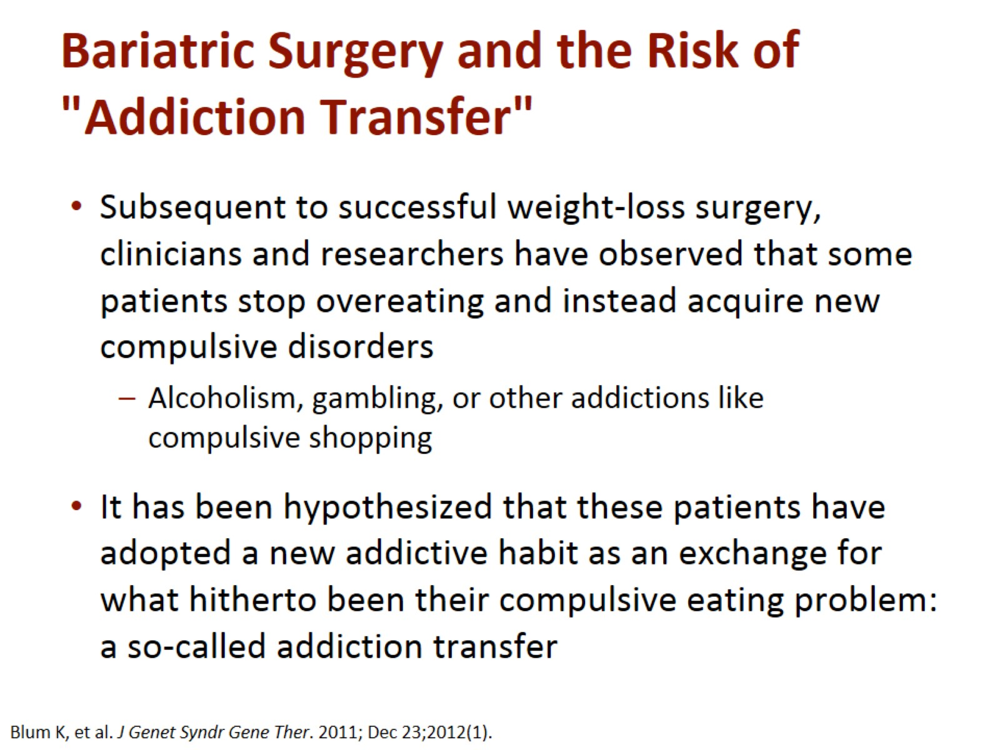 Bariatric Surgery and the Risk of
"Addiction Transfer"
• Subsequent to successful weight-loss surgery,
clinicians and researchers have observed that some
patients stop overeating and instead acquire new
compulsive disorders
– Alcoholism, gambling, or other addictions like
compulsive shopping
• It has been hypothesized that these patients have
adopted a new addictive habit as an exchange for
what hitherto been their compulsive eating problem:
a so-called addiction transfer
Blum K, et al. J Genet Syndr Gene Ther. 2011; Dec 23;2012(1).